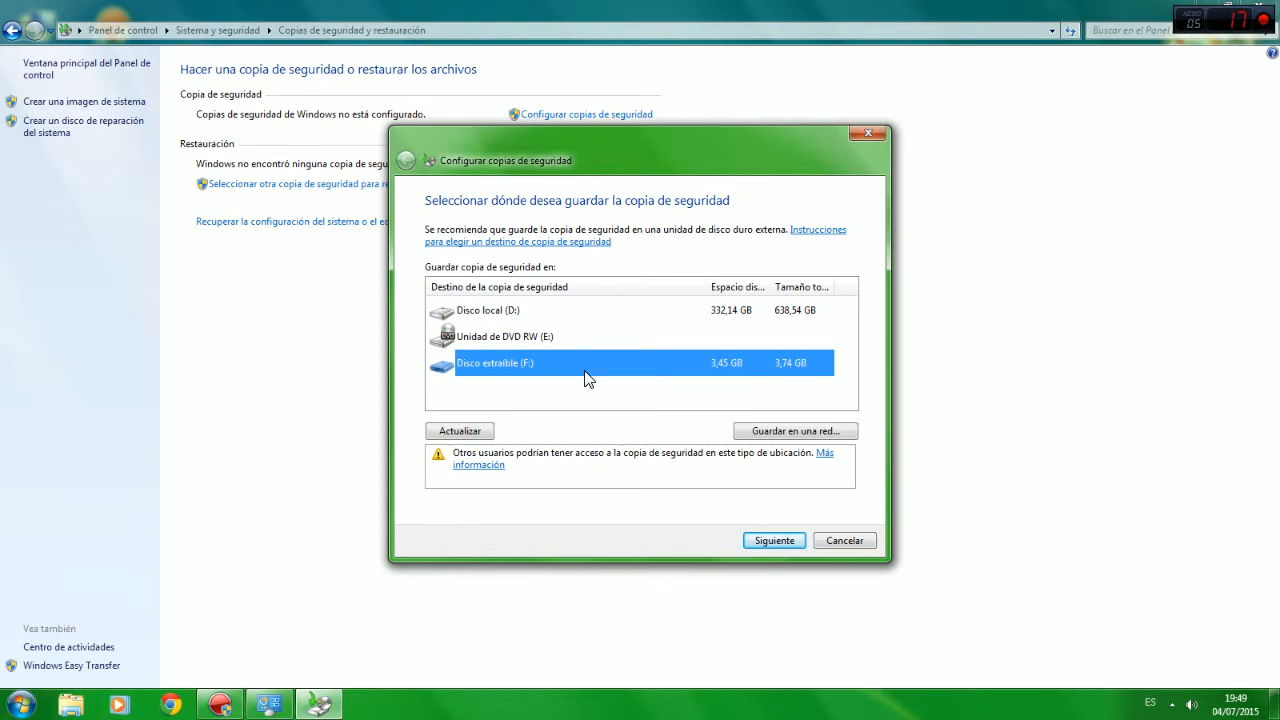 Panel de control ▸ Sistema y seguridad ▸ Copias de seguridad y restauración
Buscar en el Panel
AERO
05
17
Ventana principal del Panel de
control
Crear una imagen de sistema
Crear un disco de reparación
del sistema
Hacer una copia de seguridad o restaurar los archivos
Copia de seguridad
Copias de seguridad de Windows no está configurado.
Configurar copias de seguridad
Restauración
Windows no encontró ninguna copia de segu
Seleccionar otra copia de seguridad para re
Recuperar la configuración del sistema o el ec
Configurar copias de seguridad
Seleccionar dónde desea guardar la copia de seguridad
Se recomienda que guarde la copia de seguridad en una unidad de disco duro externa. Instrucciones
para elegir un destino de copia de seguridad
Guardar copia de seguridad en:
Destino de la copia de seguridad Espacio dis... Tamaño to...
Disco local (D:) 332,14 GB 638,54 GB
Unidad de DVD RW (E:)
Disco extraíble (F:) 3,45 GB 3,74 GB
Actualizar
Guardar en una red...
Otros usuarios podrían tener acceso a la copia de seguridad en este tipo de ubicación. Más
información
Siguiente
Cancelar
Vea también
Centro de actividades
Windows Easy Transfer
ES
19:49
04/07/2015